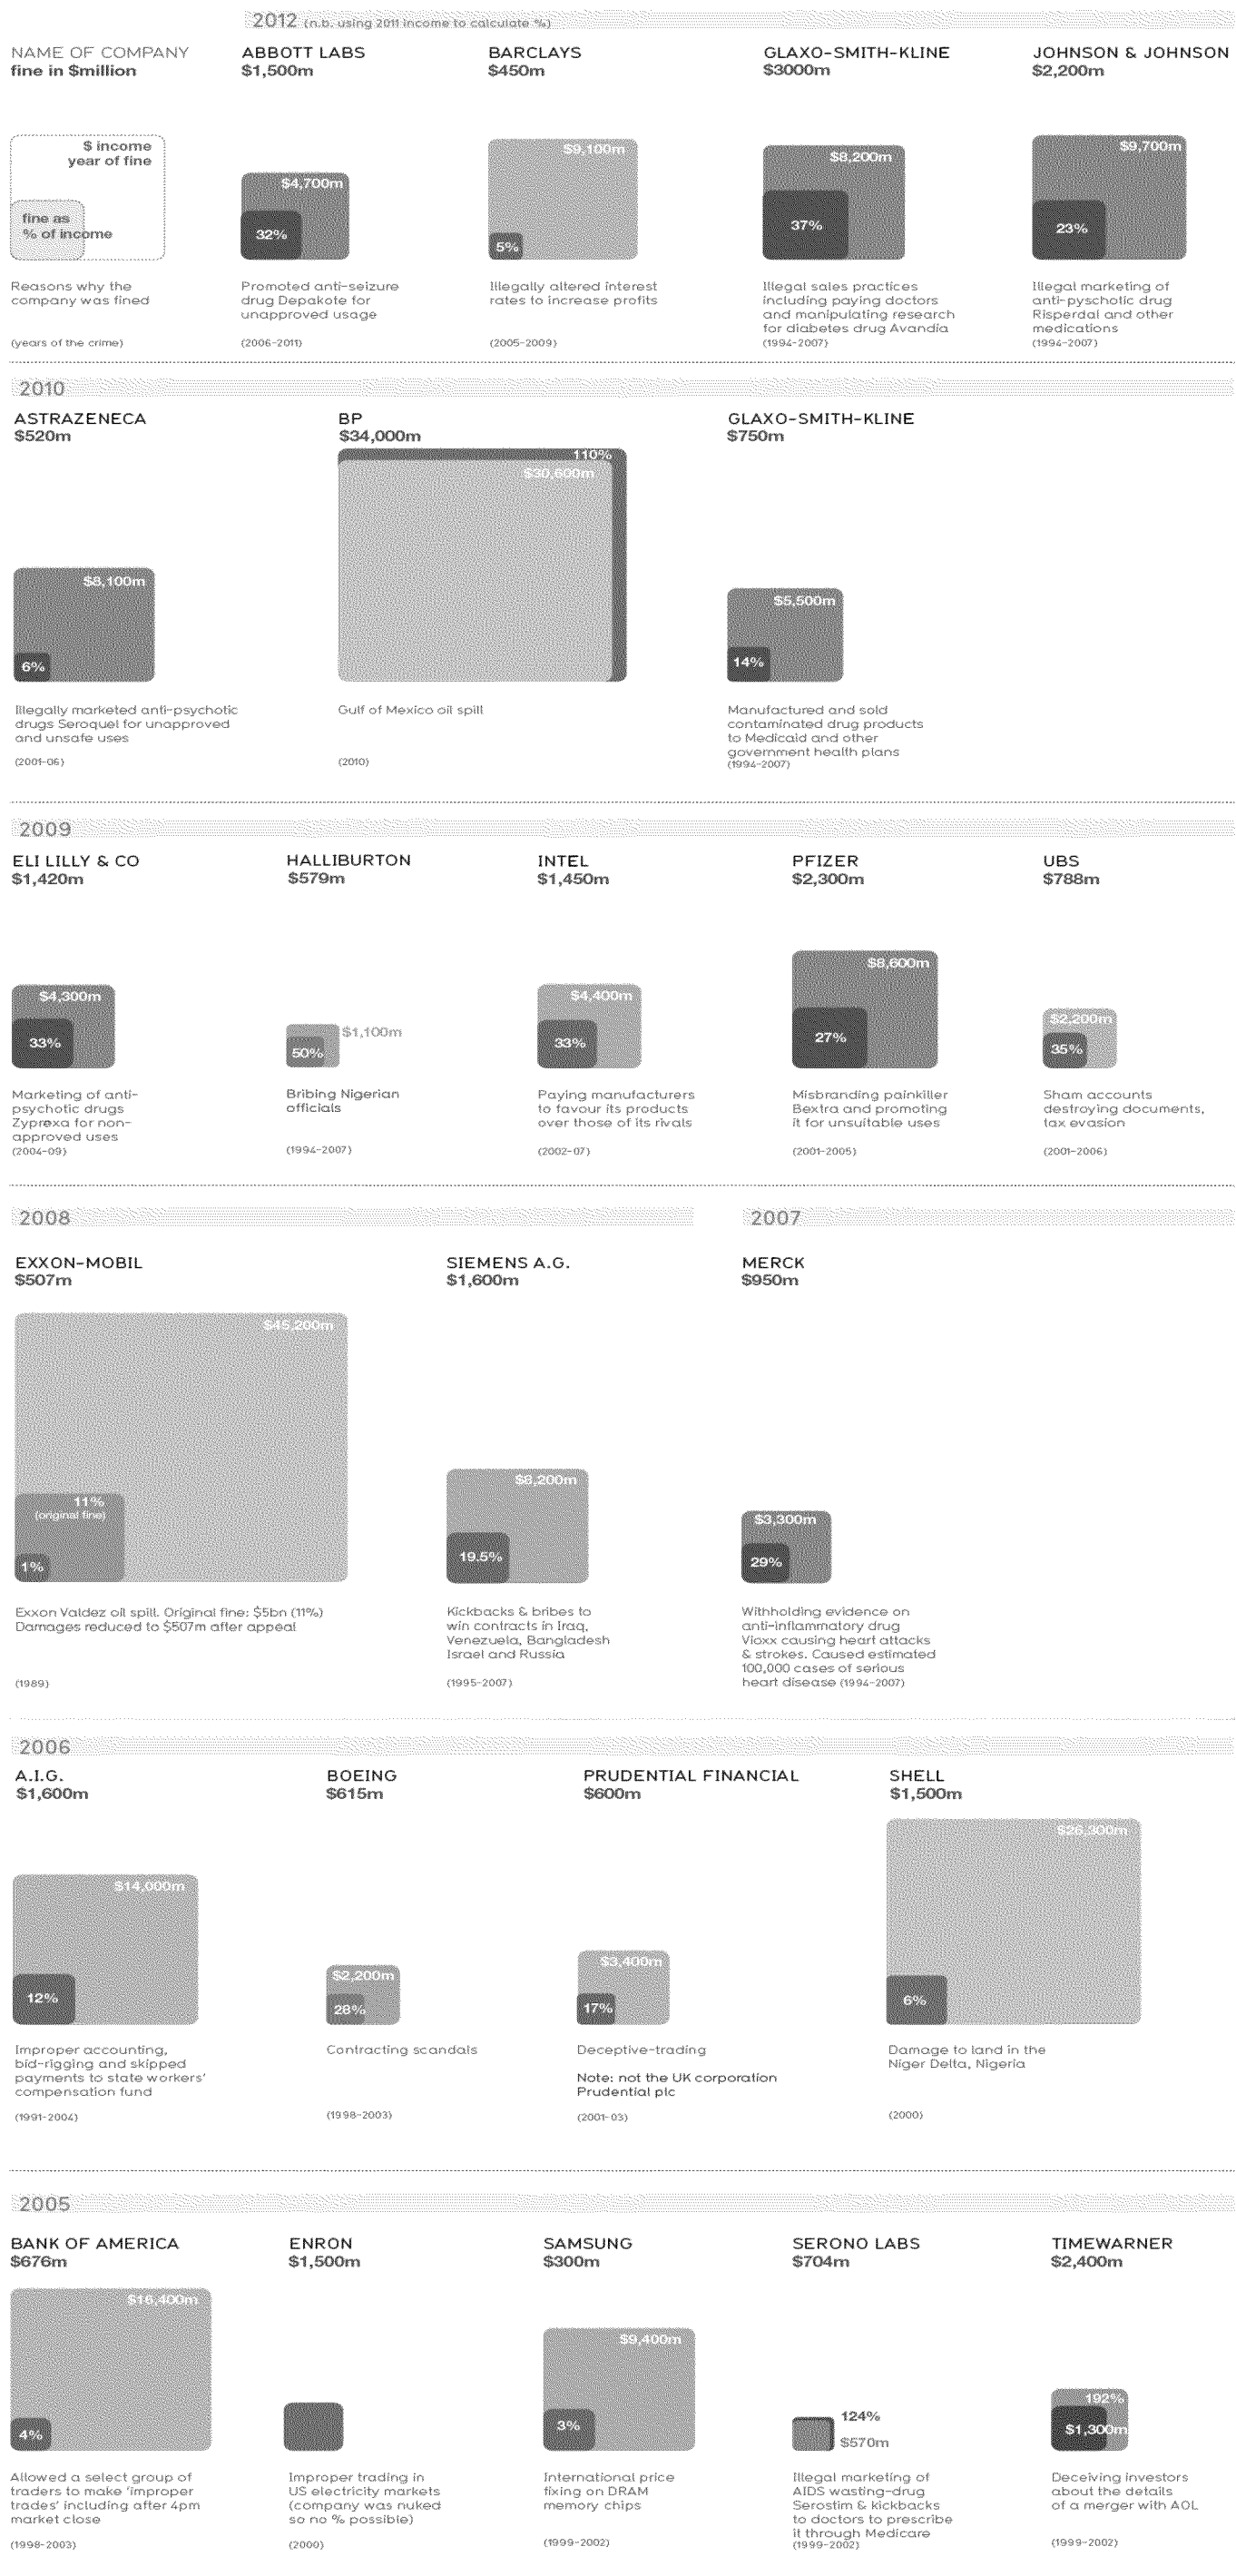 2012 (n.b. using 2011 income to calculate %)
NAME OF COMPANY
fine in $million
$ income
year of fine
fine as
% of income
Reasons why the
company was fined
(years of the crime)
ABBOTT LABS
$1,500m
$4,700m
32%
Promoted anti-seizure
drug Depakote for
unapproved usage
(2006-2011)
BARCLAYS
$450m
$9,100m
5%
Illegally altered interest
rates to increase profits
(2005-2009)
GLAXO-SMITH-KLINE
$3000m
$8,200m
37%
Illegal sales practices
including paying doctors
and manipulating research
for diabetes drug Avandia
(1994-2007)
JOHNSON & JOHNSON
$2,200m
$9,700m
23%
Illegal marketing of
anti-pyschotic drug
Risperdal and other
medications
(1994-2007)
2010
ASTRAZENECA
$520m
$8,100m
6%
Illegally marketed anti-psychotic
drugs Seroquel for unapproved
and unsafe uses
(2001-06)
BP
$34,000m
110%
$30,600m
Gulf of Mexico oil spill
(2010)
GLAXO-SMITH-KLINE
$750m
$5,500m
14%
Manufactured and sold
contaminated drug products
to Medicaid and other
government health plans
(1994-2007)
2009
ELI LILLY & CO
$1,420m
$4,300m
33%
Marketing of anti-
psychotic drugs
Zyprexa for non-
approved uses
(2004-09)
HALLIBURTON
$579m
$1,100m
50%
Bribing Nigerian
officials
(1994-2007)
INTEL
$1,450m
$4,400m
33%
Paying manufacturers
to favour its products
over those of its rivals
(2002-07)
PFIZER
$2,300m
$8,600m
27%
Misbranding painkiller
Bextra and promoting
it for unsuitable uses
(2001-2005)
UBS
$788m
$2,200m
35%
Sham accounts
destroying documents,
tax evasion
(2001-2006)
2008
EXXON-MOBIL
$507m
$45,200m
11%
(original fine)
1%
Exxon Valdez oil spill. Original fine: $5bn (11%)
Damages reduced to $507m after appeal
(1989)
SIEMENS A.G.
$1,600m
$8,200m
19.5%
Kickbacks & bribes to
win contracts in Iraq,
Venezuela, Bangladesh
Israel and Russia
(1995-2007)
2007
MERCK
$950m
$3,300m
29%
Withholding evidence on
anti-inflammatory drug
Vioxx causing heart attacks
& strokes. Caused estimated
100,000 cases of serious
heart disease (1994-2007)
2006
A.I.G.
$1,600m
$14,000m
12%
Improper accounting,
bid-rigging and skipped
payments to state workers'
compensation fund
(1991-2004)
BOEING
$615m
$2,200m
28%
Contracting scandals
(1998-2003)
PRUDENTIAL FINANCIAL
$600m
$3,400m
17%
Deceptive-trading
Note: not the UK corporation
Prudential plc
(2001-03)
SHELL
$1,500m
$26,300m
6%
Damage to land in the
Niger Delta, Nigeria
(2000)
2005
BANK OF AMERICA
$676m
$16,400m
4%
Allowed a select group of
traders to make 'improper
trades' including after 4pm
market close
(1998-2003)
ENRON
$1,500m
Improper trading in
US electricity markets
(company was nuked
so no % possible)
(2000)
SAMSUNG
$300m
$9,400m
3%
International price
fixing on DRAM
memory chips
(1999-2002)
SERONO LABS
$704m
124%
$570m
Illegal marketing of
AIDS wasting-drug
Serostim & kickbacks
to doctors to prescribe
it through Medicare
(1999-2002)
TIMEWARNER
$2,400m
192%
$1,300m
Deceiving investors
about the details
of a merger with AOL
(1999-2002)